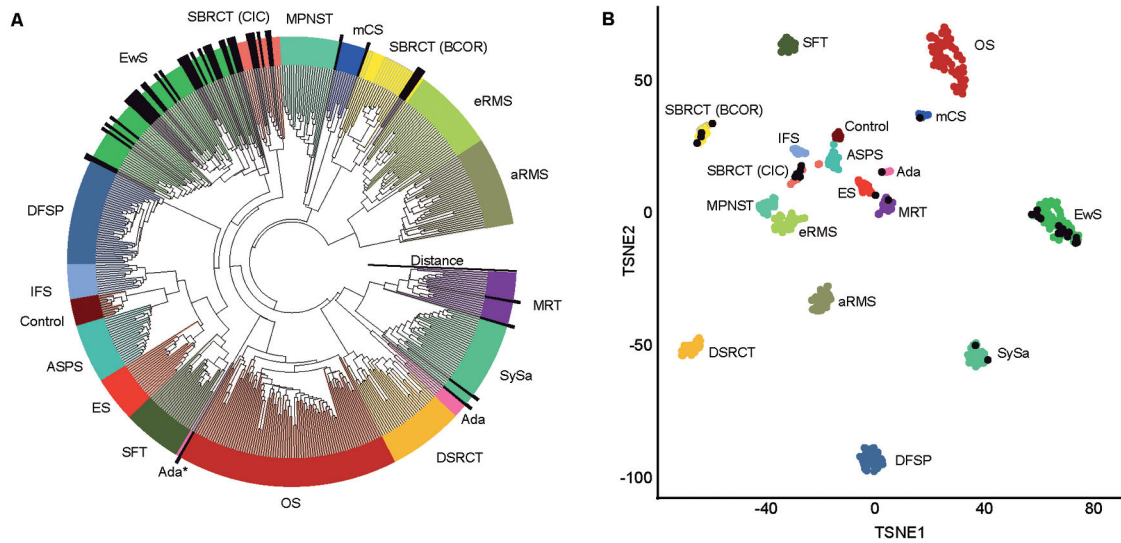 A
SBRCT (CIC)
MPNST
mCS
SBRCT (BCOR)
EwS
eRMS
aRMS
DFSP
Distance
IFS
MRT
Control
ASPS
SySa
ES
Ada
SFT
DSRCT
Ada*
OS
B
SFT
OS
50
SBRCT (BCOR)
mCS
Control
IFS
ASPS
SBRCT (CIC)
Ada
ES
MPNST
MRT
EwS
eRMS
0
TSNE2
aRMS
-50
DSRCT
SySa
DFSP
-100
-40
0
40
80
TSNE1